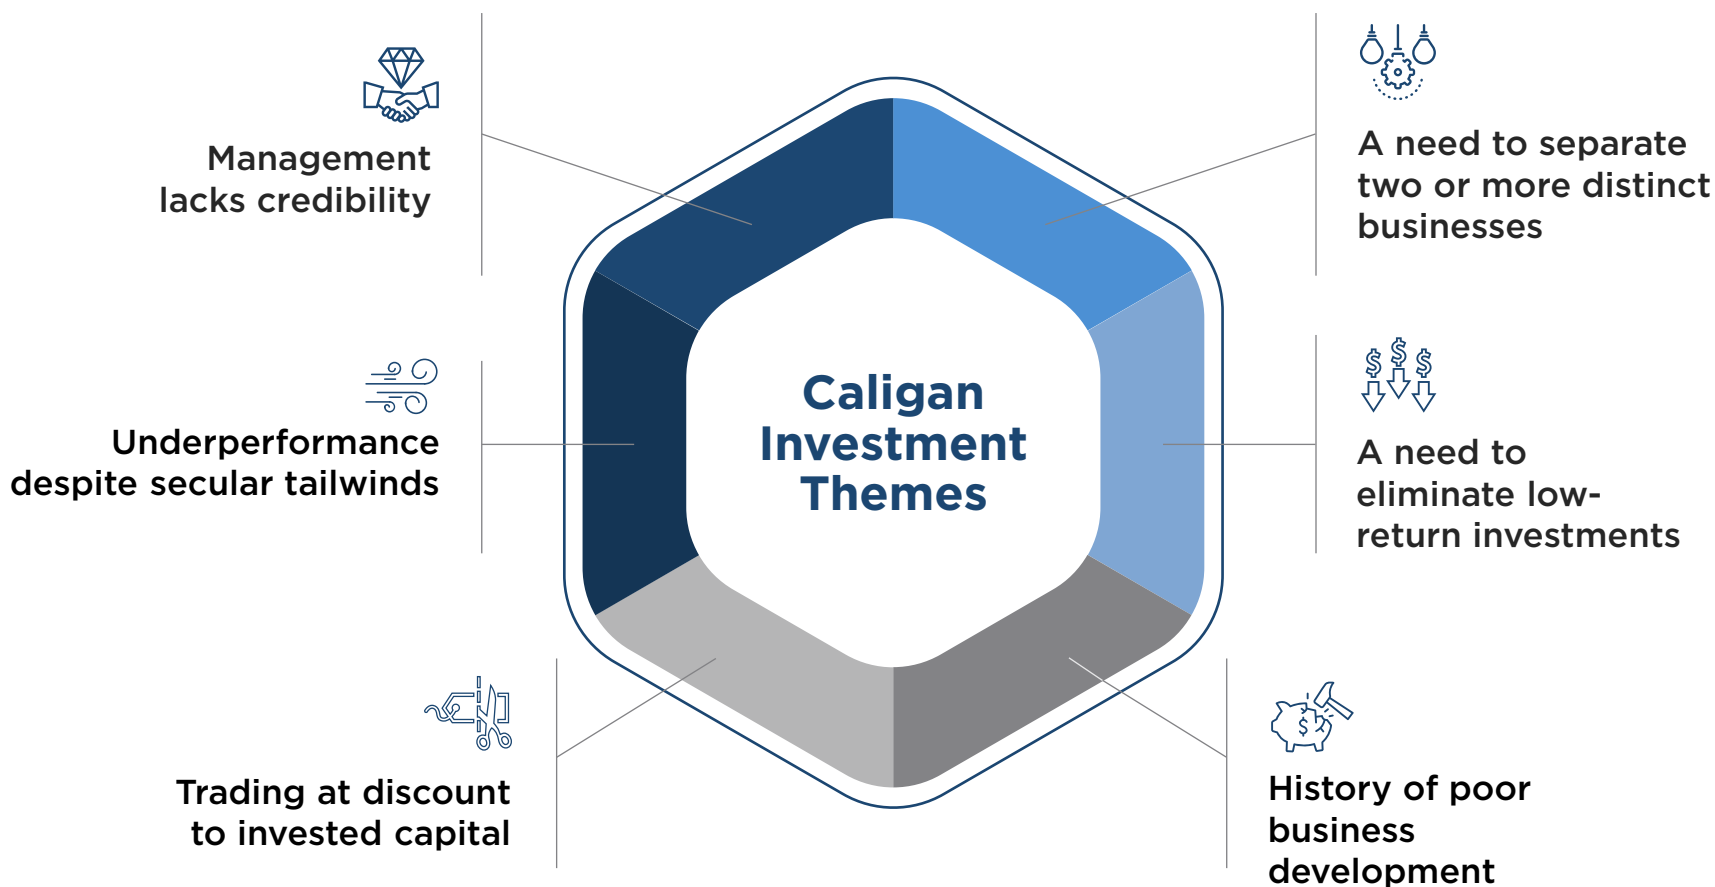 Management
lacks credibility
A need to separate
two or more distinct
businesses
Caligan
Investment
Themes
Underperformance
despite secular tailwinds
$ $ $
A need to
eliminate low-
return investments
Trading at discount
to invested capital
$
History of poor
business
development